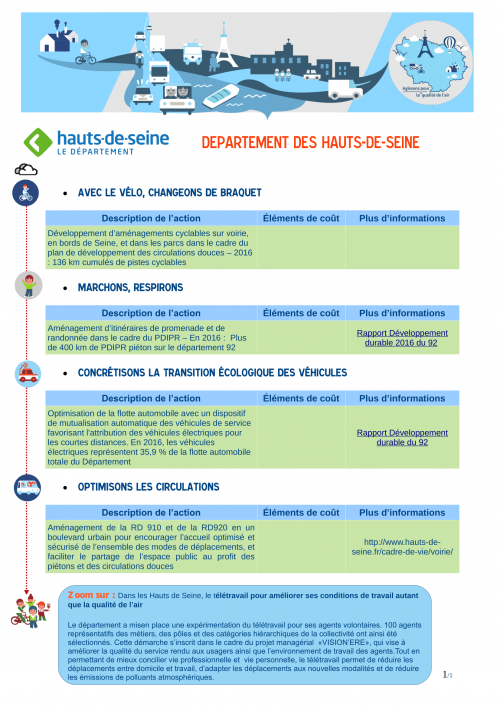 Agissons pour
la qualité de l'air
hauts-de-seine
LE DÉPARTEMENT
DEPARTEMENT DES HAUTS-DE-SEINE
• AVEC LE VÉLO, CHANGEONS DE BRAQUET
Description de l'action Éléments de coût Plus d'informations
Développement d'aménagements cyclables sur voirie,
en bords de Seine, et dans les parcs dans le cadre du
plan de développement des circulations douces – 2016
: 136 km cumulés de pistes cyclables
• MARCHONS, RESPIRONS
Description de l'action Éléments de coût Plus d'informations
Aménagement d'itinéraires de promenade et de
randonnée dans le cadre du PDIPR – En 2016 : Plus
de 400 km de PDIPR piéton sur le département 92
Rapport Développement
durable 2016 du 92
• CONCRÉTISONS LA TRANSITION ÉCOLOGIQUE DES VÉHICULES
Description de l'action Éléments de coût Plus d'informations
Optimisation de la flotte automobile avec un dispositif
de mutualisation automatique des véhicules de service
favorisant l'attribution des véhicules électriques pour
les courtes distances. En 2016, les véhicules
électriques représentent 35,9 % de la flotte automobile
totale du Département
Rapport Développement
durable du 92
• OPTIMISONS LES CIRCULATIONS
Description de l'action Éléments de coût Plus d'informations
Aménagement de la RD 910 et de la RD920 en un
boulevard urbain pour encourager l'accueil optimisé et
sécurisé de l'ensemble des modes de déplacements, et
faciliter le partage de l'espace public au profit des
piétons et des circulations douces
http://www.hauts-de-
seine.fr/cadre-de-vie/voirie/
Zoom sur : Dans les Hauts de Seine, le télétravail pour améliorer ses conditions de travail autant
que la qualité de l'air
Le département a misen place une expérimentation du télétravail pour ses agents volontaires. 100 agents
représentatifs des métiers, des pôles et des catégories hiérarchiques de la collectivité ont ainsi été
sélectionnés. Cette démarche s'inscrit dans le cadre du projet managérial «VISION'ERE», qui vise à
améliorer la qualité du service rendu aux usagers ainsi que l'environnement de travail des agents.Tout en
permettant de mieux concilier vie professionnelle et vie personnelle, le télétravail permet de réduire les
déplacements entre domicile et travail, d'adapter les déplacements aux nouvelles modalités et de réduire
les émissions de polluants atmosphériques.
1/1